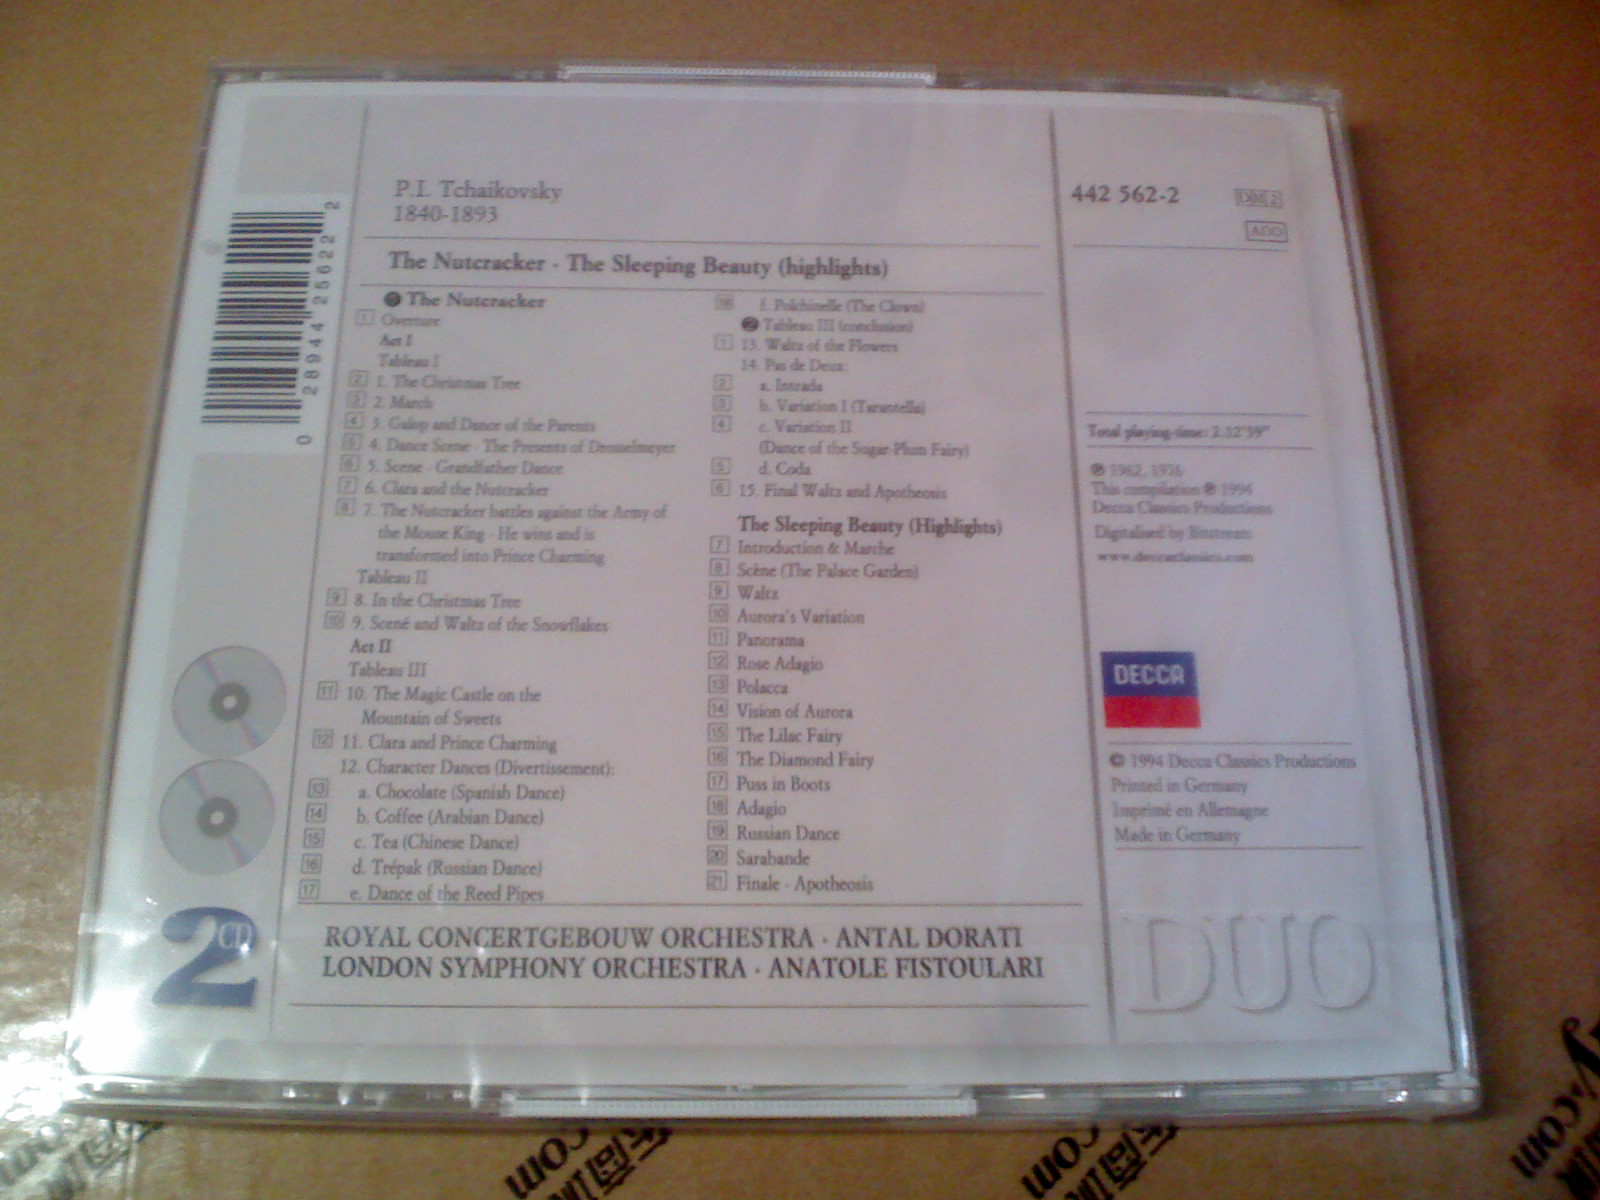 P.I. Tchaikovsky
1840-1893
442 562-2
DM 2
ADD
The Nutcracker · The Sleeping Beauty (highlights)
1 The Nutcracker
1 Overture
Act I
Tableau I
2 1. The Christmas Tree
3 2. March
4 3. Galop and Dance of the Parents
5 4. Dance Scene · The Presents of Drosselmeyer
6 5. Scene · Grandfather Dance
7 6. Clara and the Nutcracker
8 7. The Nutcracker battles against the Army of
the Mouse King · He wins and is
transformed into Prince Charming
Tableau II
9 8. In the Christmas Tree
10 9. Scené and Waltz of the Snowflakes
Act II
Tableau III
11 10. The Magic Castle on the
Mountain of Sweets
12 11. Clara and Prince Charming
12. Character Dances (Divertissement):
13 a. Chocolate (Spanish Dance)
14 b. Coffee (Arabian Dance)
15 c. Tea (Chinese Dance)
16 d. Trépak (Russian Dance)
17 e. Dance of the Reed Pipes
18 f. Polichinelle (The Clown)
2 Tableau III (conclusion)
1 13. Waltz of the Flowers
14. Pas de Deux:
2 a. Intrada
3 b. Variation I (Tarantella)
4 c. Variation II
(Dance of the Sugar-Plum Fairy)
5 d. Coda
6 15. Final Waltz and Apotheosis
The Sleeping Beauty (Highlights)
7 Introduction & Marche
8 Scène (The Palace Garden)
9 Waltz
10 Aurora's Variation
11 Panorama
12 Rose Adagio
13 Polacca
14 Vision of Aurora
15 The Lilac Fairy
16 The Diamond Fairy
17 Puss in Boots
18 Adagio
19 Russian Dance
20 Sarabande
21 Finale · Apotheosis
ROYAL CONCERTGEBOUW ORCHESTRA · ANTAL DORATI
LONDON SYMPHONY ORCHESTRA · ANATOLE FISTOULARI
Total playing-time: 2.12'59"
℗ 1962, 1976
This compilation ℗ 1994
Decca Classics Productions
Digitalised by Bitstream
www.deccaclassics.com
DECCA
© 1994 Decca Classics Productions
Printed in Germany
Imprimé en Allemagne
Made in Germany
DUO
2 CD
0 28944 25622 2